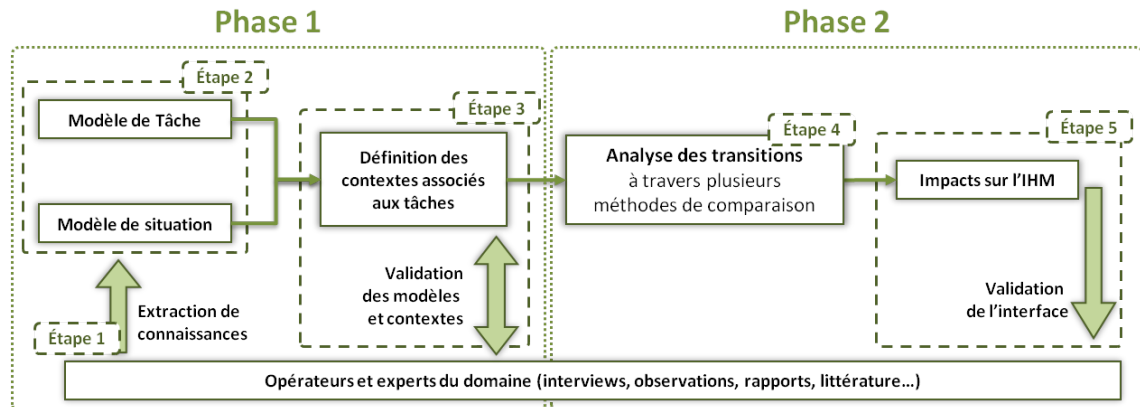 Phase 1
Phase 2
Étape 2
Modèle de Tâche
Modèle de situation
Étape 1
Extraction de
connaissances
Étape 3
Définition des
contextes associés
aux tâches
Validation
des modèles
et contextes
Étape 4
Analyse des transitions
à travers plusieurs
méthodes de comparaison
Étape 5
Impacts sur l'IHM
Validation
de l'interface
Opérateurs et experts du domaine (interviews, observations, rapports, littérature…)